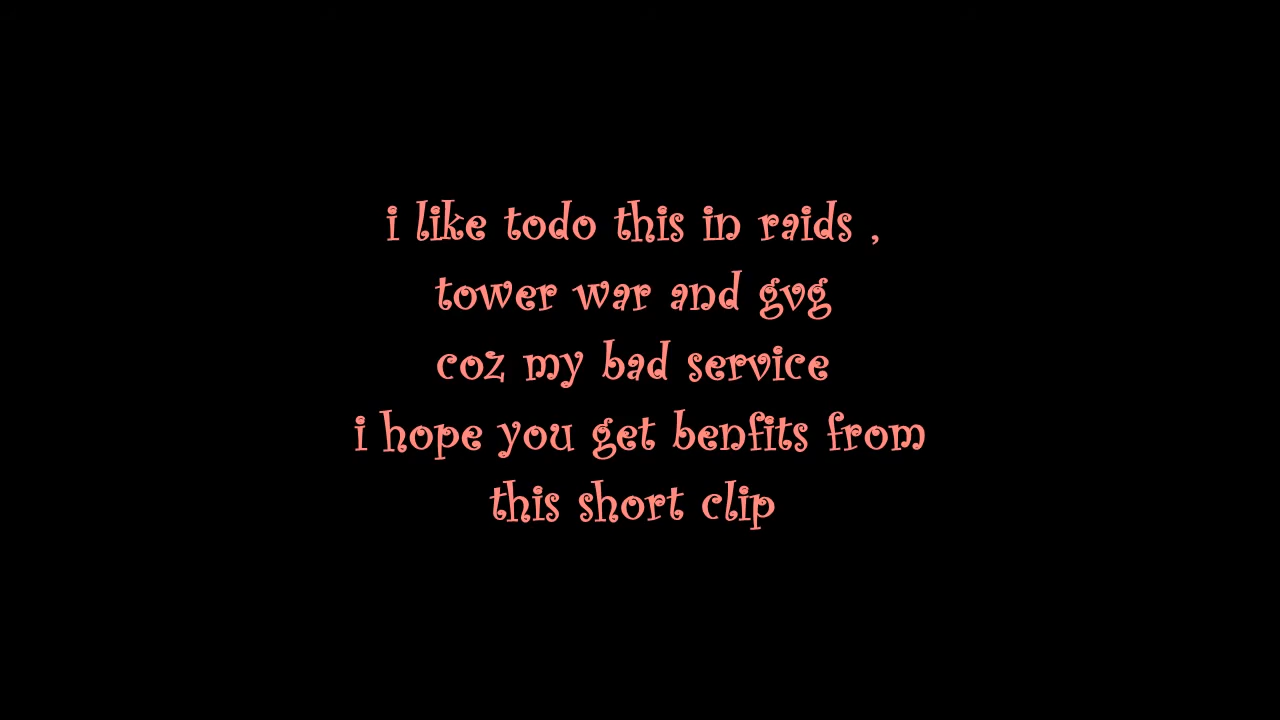 i like todo this in raids ,
tower war and gvg
coz my bad service
i hope you get benfits from
this short clip